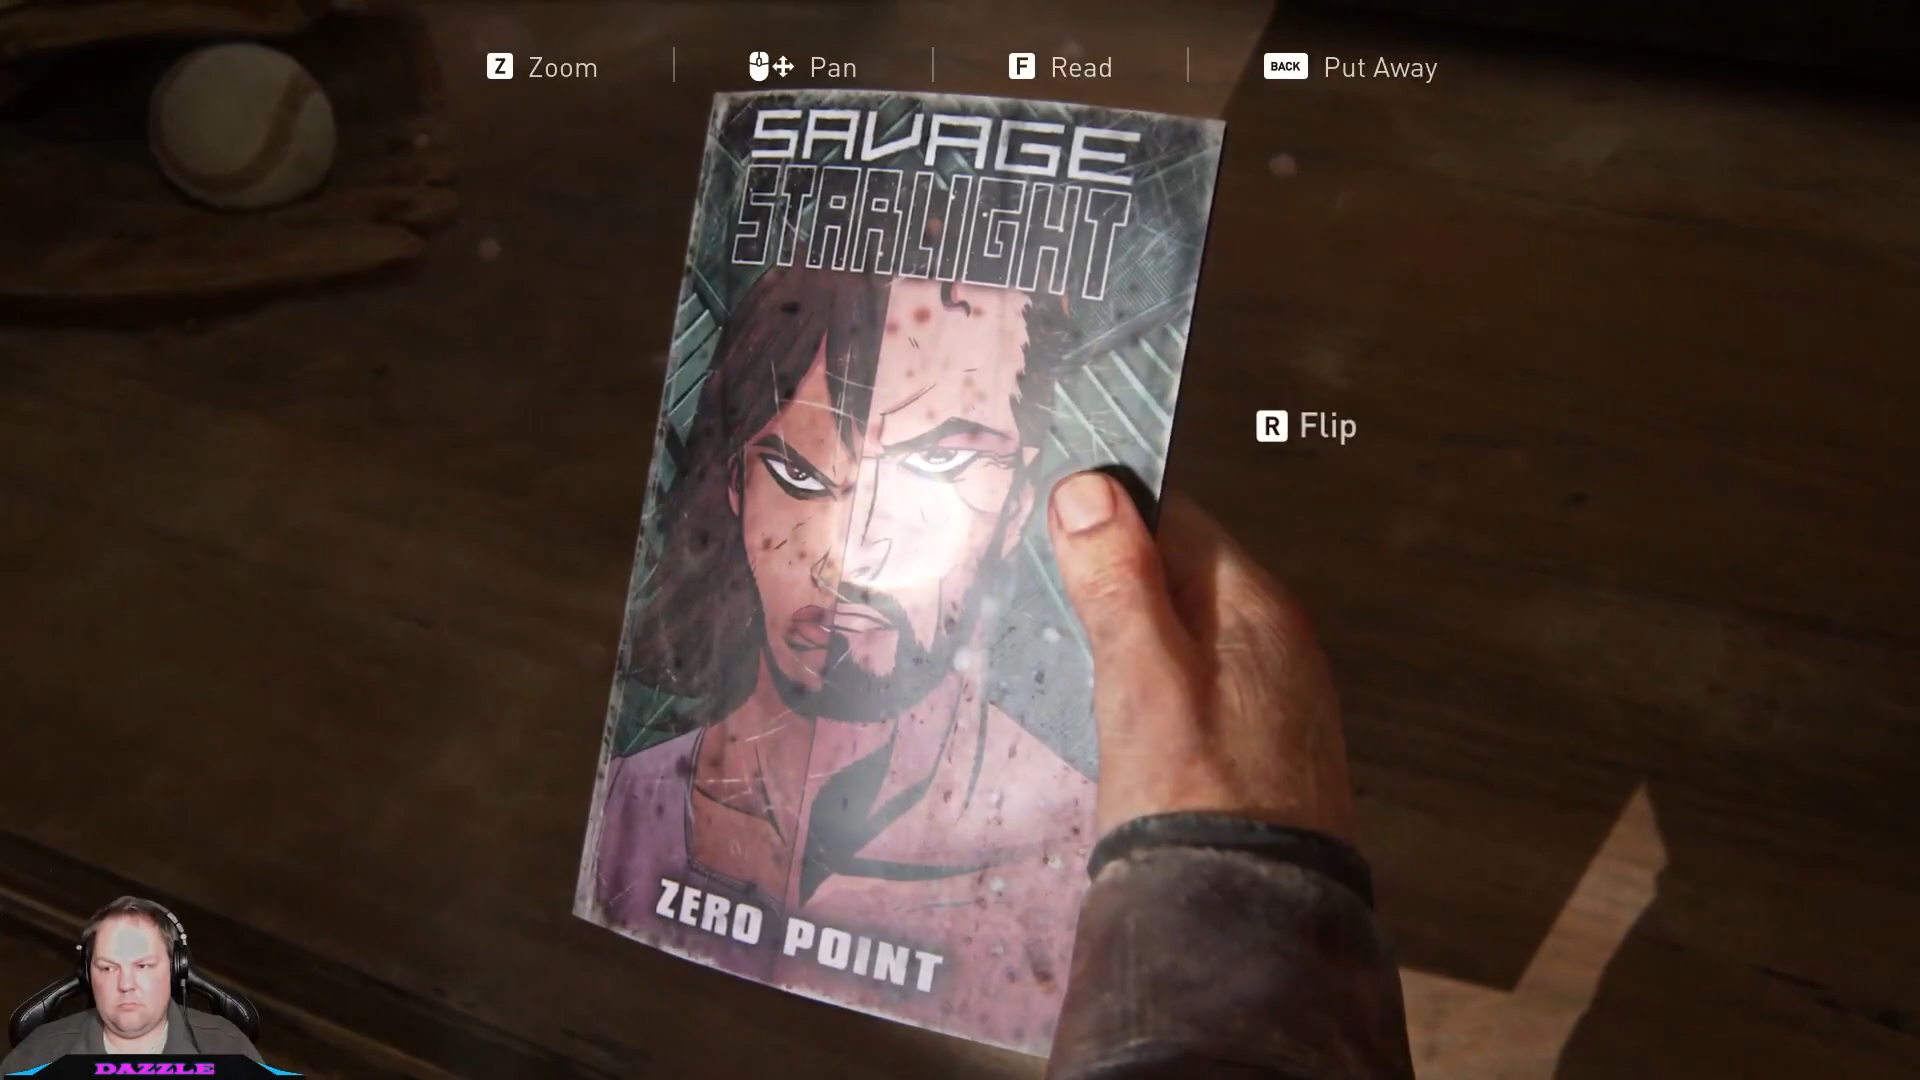 Z Zoom
Pan
F Read
BACK Put Away
SAVAGE
STARLIGHT
R Flip
ZERO POINT
DAZZLE